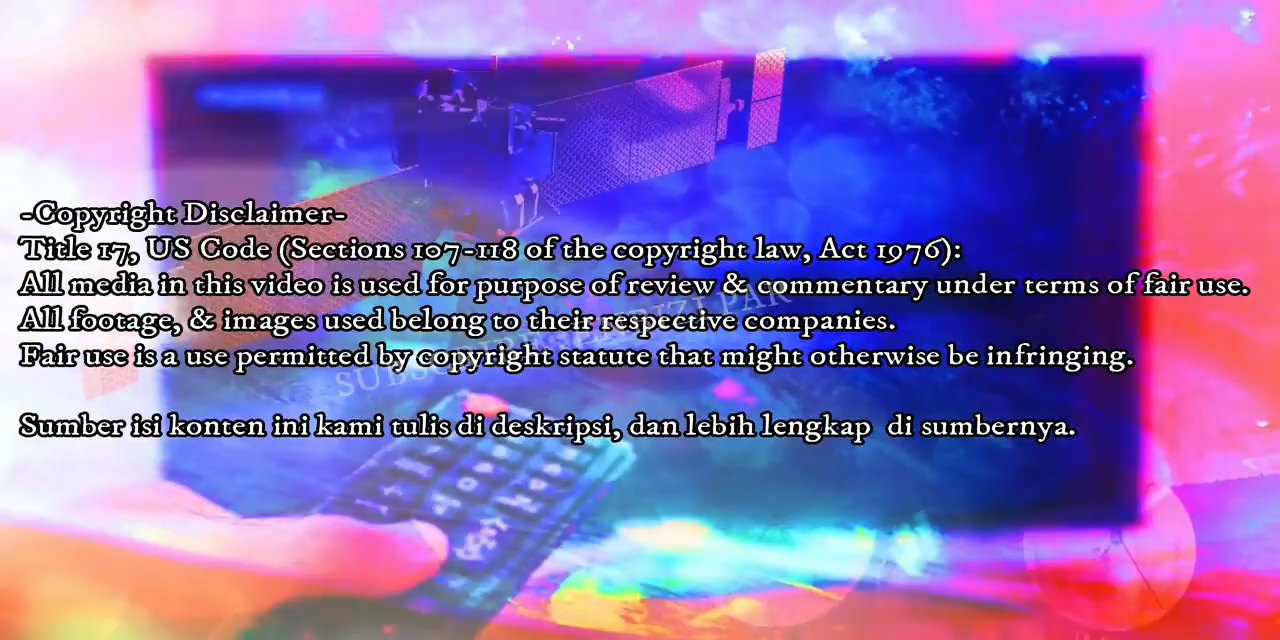 -Copyright Disclaimer-
Title 17, US Code (Sections 107-118 of the copyright law, Act 1976):
All media in this video is used for purpose of review & commentary under terms of fair use.
All footage, & images used belong to their respective companies.
Fair use is a use permitted by copyright statute that might otherwise be infringing.
Sumber isi konten ini kami tulis di deskripsi, dan lebih lengkap di sumbernya.